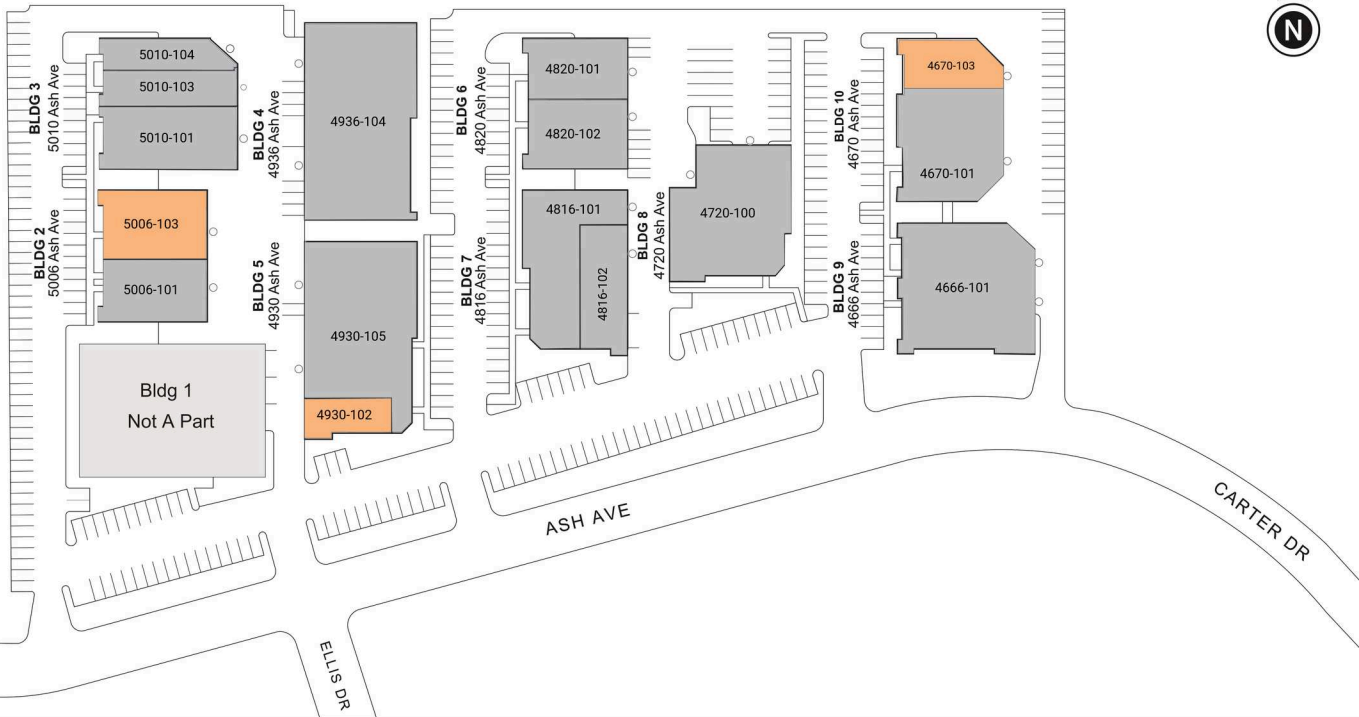 N
BLDG 3
5010 Ash Ave
5010-104
5010-103
5010-101
BLDG 2
5006 Ash Ave
5006-103
5006-101
Bldg 1
Not A Part
BLDG 4
4936 Ash Ave
4936-104
BLDG 5
4930 Ash Ave
4930-105
4930-102
BLDG 6
4820 Ash Ave
4820-101
4820-102
BLDG 7
4816 Ash Ave
4816-101
4816-102
BLDG 8
4720 Ash Ave
4720-100
BLDG 10
4670 Ash Ave
4670-103
4670-101
BLDG 9
4666 Ash Ave
4666-101
ASH AVE
CARTER DR
ELLIS DR